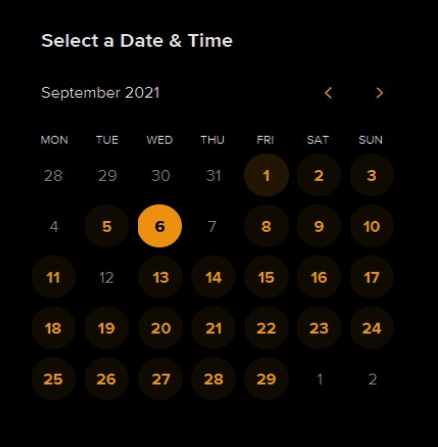 Select a Date & Time
September 2021 < >
MON TUE WED THU FRI SAT SUN
28 29 30 31 1 2 3
4 5 6 7 8 9 10
11 12 13 14 15 16 17
18 19 20 21 22 23 24
25 26 27 28 29 1 2